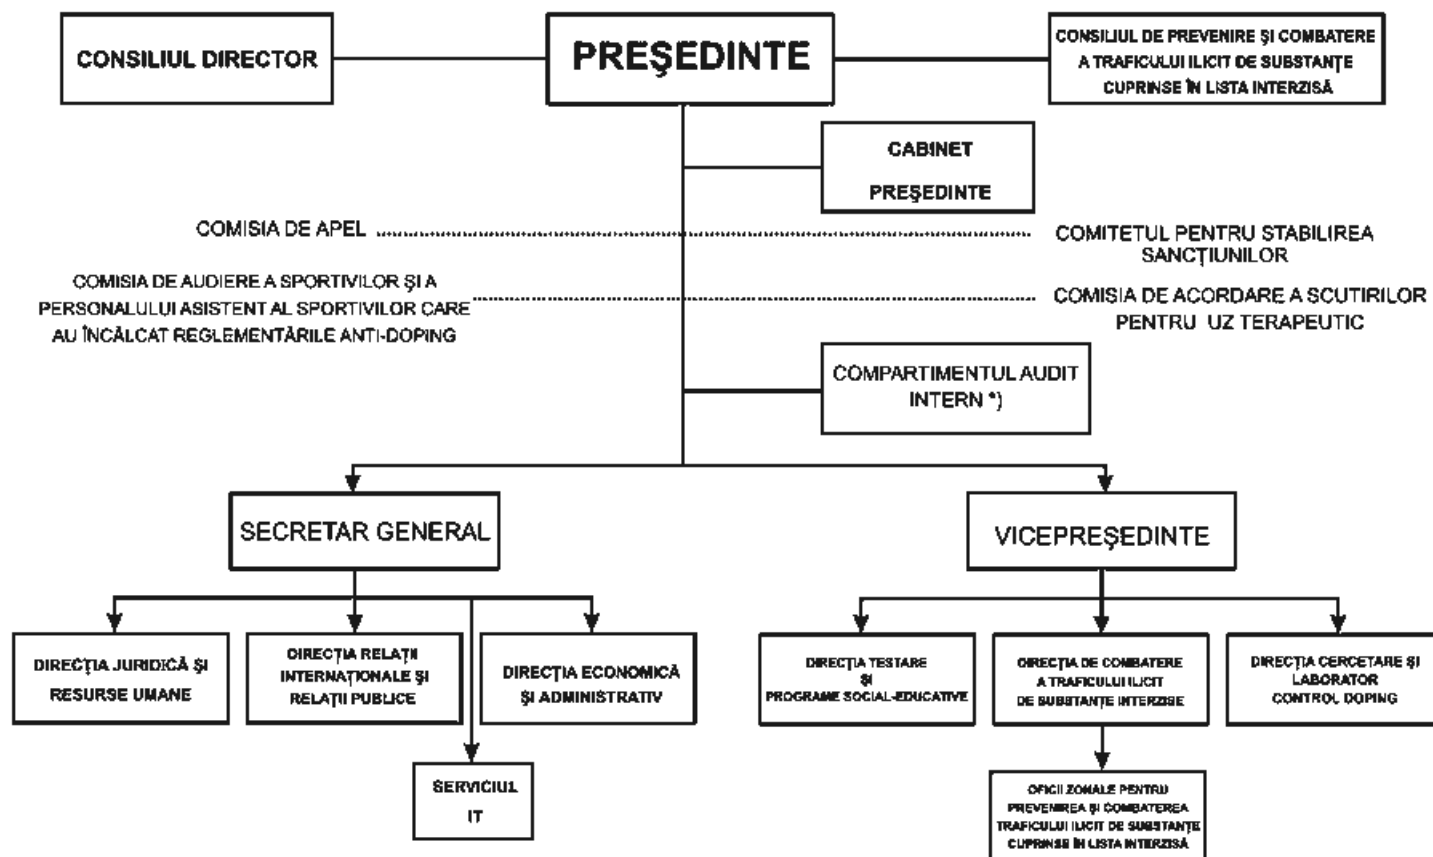 CONSILIUL DIRECTOR
PREŞEDINTE
CONSILIUL DE PREVENIRE ŞI COMBATERE
A TRAFICULUI ILICIT DE SUBSTANŢE
CUPRINSE ÎN LISTA INTERZISĂ
CABINET
PREŞEDINTE
COMISIA DE APEL
COMITETUL PENTRU STABILIREA
SANCŢIUNILOR
COMISIA DE AUDIERE A SPORTIVILOR ŞI A
PERSONALULUI ASISTENT AL SPORTIVILOR CARE
AU ÎNCĂLCAT REGLEMENTĂRILE ANTI-DOPING
COMISIA DE ACORDARE A SCUTIRILOR
PENTRU UZ TERAPEUTIC
COMPARTIMENTUL AUDIT
INTERN *)
SECRETAR GENERAL
VICEPREŞEDINTE
DIRECŢIA JURIDICĂ ŞI
RESURSE UMANE
DIRECŢIA RELAŢII
INTERNAŢIONALE ŞI
RELAŢII PUBLICE
DIRECŢIA ECONOMICĂ
ŞI ADMINISTRATIV
DIRECŢIA TESTARE
ŞI
PROGRAME SOCIAL-EDUCATIVE
DIRECŢIA DE COMBATERE
A TRAFICULUI ILICIT
DE SUBSTANŢE INTERZISE
DIRECŢIA CERCETARE ŞI
LABORATOR
CONTROL DOPING
SERVICIUL
IT
OFICII ZONALE PENTRU
PREVENIREA ŞI COMBATEREA
TRAFICULUI ILICIT DE SUBSTANŢE
CUPRINSE ÎN LISTA INTERZISĂ